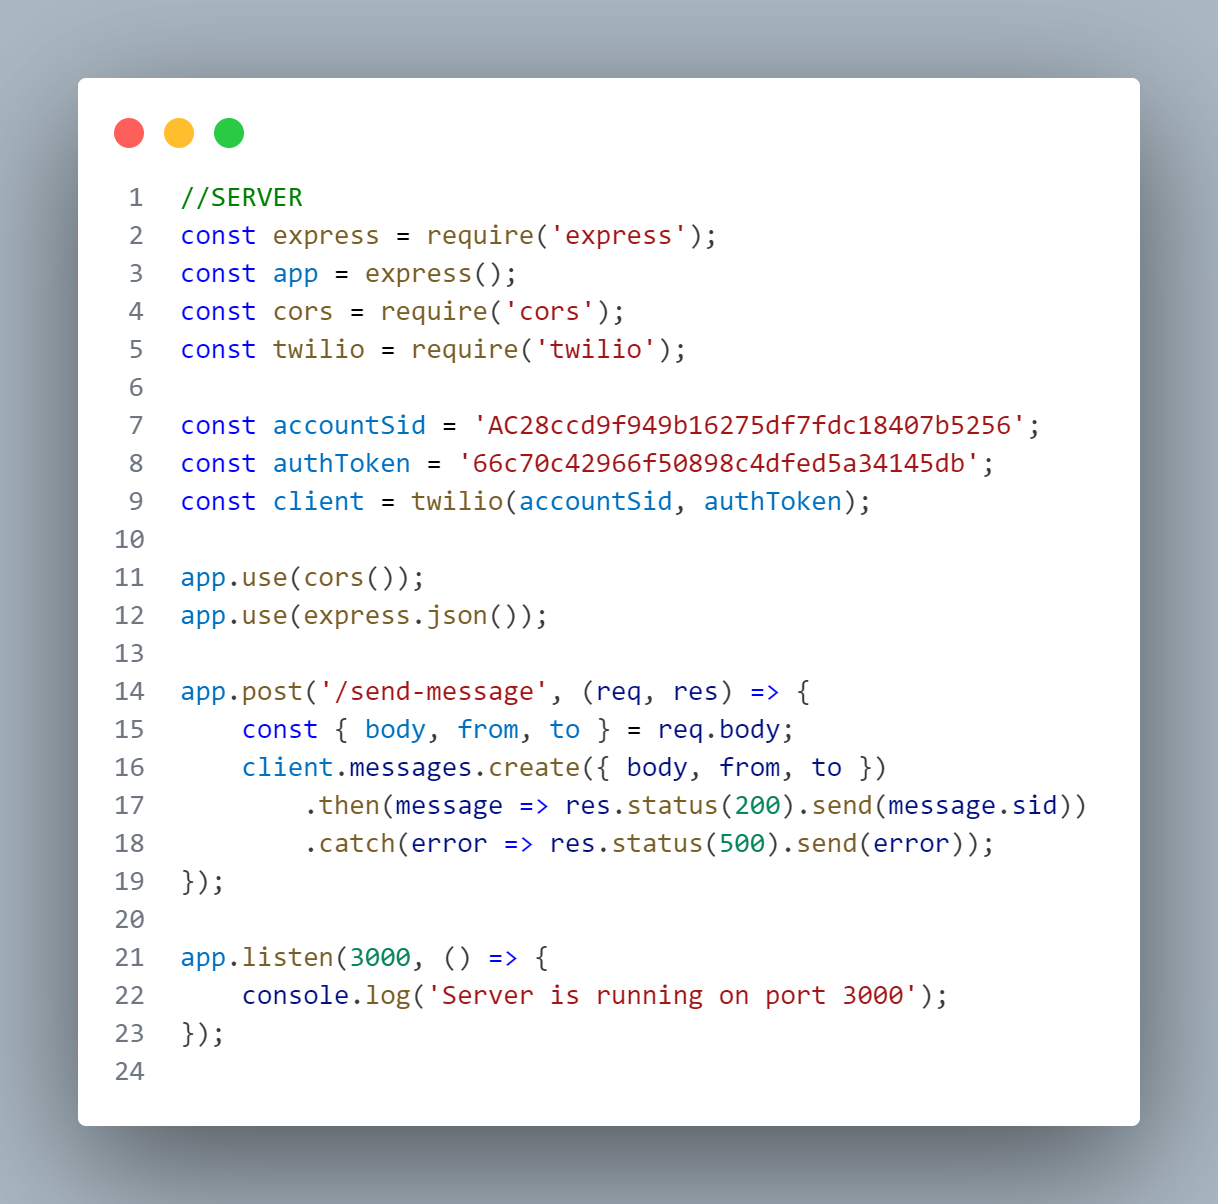 1 //SERVER
2 const express = require('express');
3 const app = express();
4 const cors = require('cors');
5 const twilio = require('twilio');
6
7 const accountSid = 'AC28ccd9f949b16275df7fdc18407b5256';
8 const authToken = '66c70c42966f50898c4dfed5a34145db';
9 const client = twilio(accountSid, authToken);
10
11 app.use(cors());
12 app.use(express.json());
13
14 app.post('/send-message', (req, res) => {
15     const { body, from, to } = req.body;
16     client.messages.create({ body, from, to })
17         .then(message => res.status(200).send(message.sid))
18         .catch(error => res.status(500).send(error));
19 });
20
21 app.listen(3000, () => {
22     console.log('Server is running on port 3000');
23 });
24